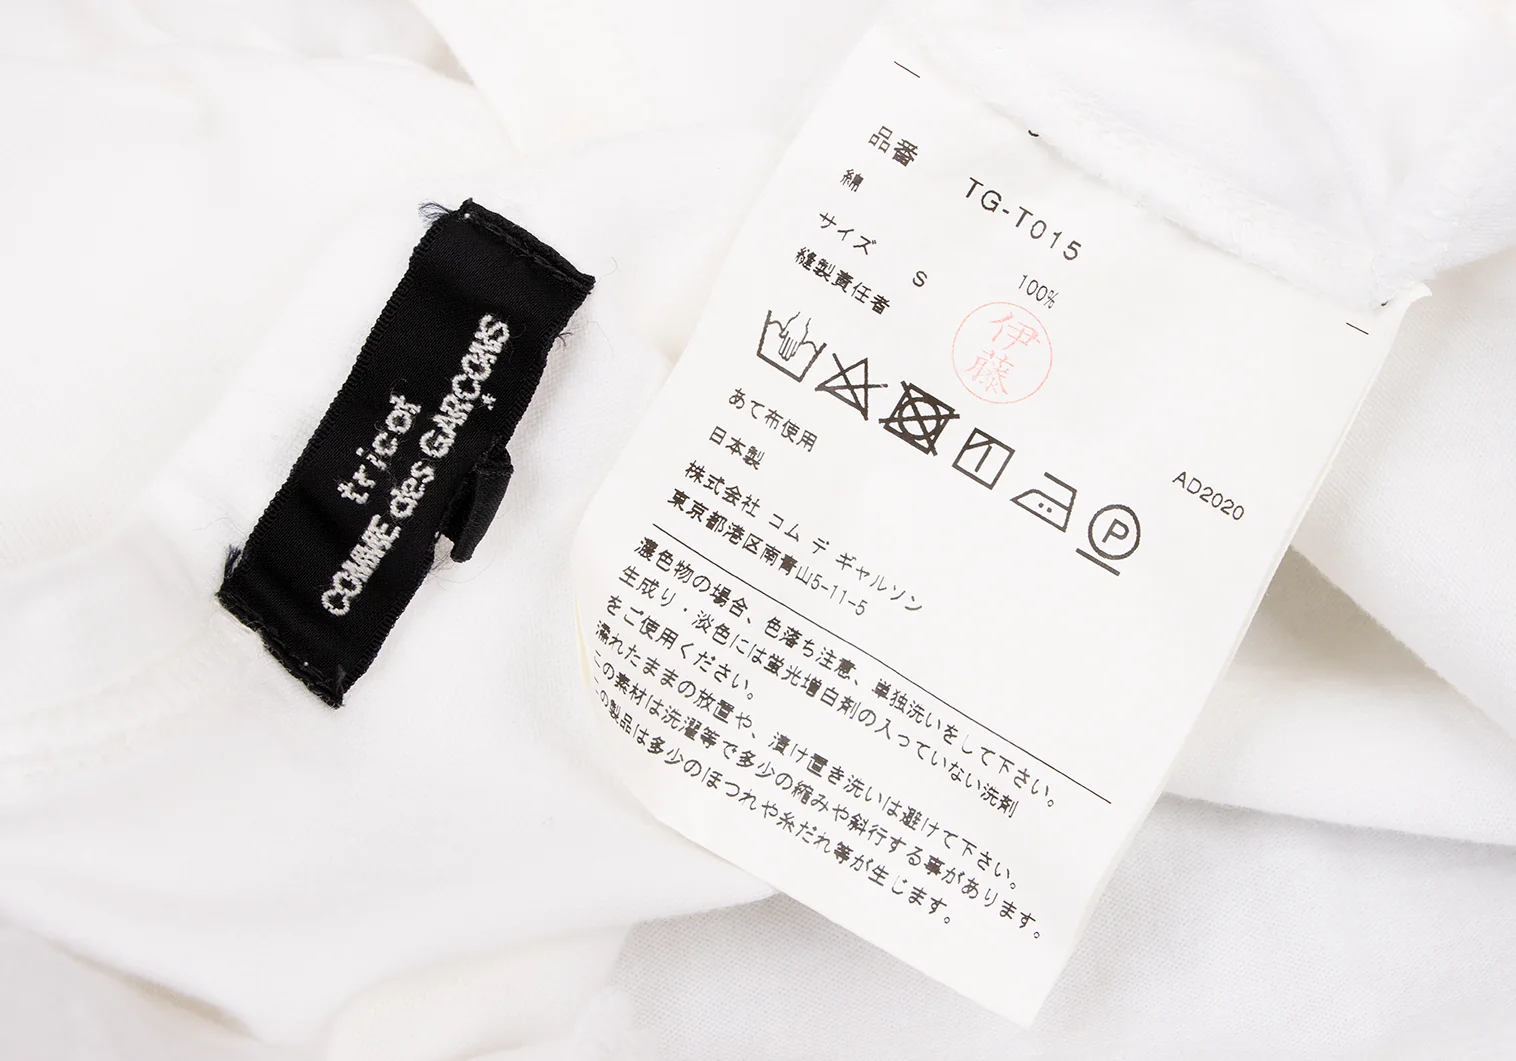 tricot
COMME des GARCONS
品番 TG-T015
綿 100%
サイズ S
縫製責任者
伊藤
P
あて布使用
日本製
AD2020
株式会社 コム デ ギャルソン
東京都港区南青山5-11-5
濃色物の場合、色落ち注意、単独洗いをして下さい。
生成り・淡色には蛍光増白剤の入っていない洗剤
をご使用ください。
濡れたままの放置や、漬け置き洗いは避けて下さい。
この素材は洗濯等で多少の縮みや斜行する事があります。
この製品は多少のほつれや糸だれ等が生じます。